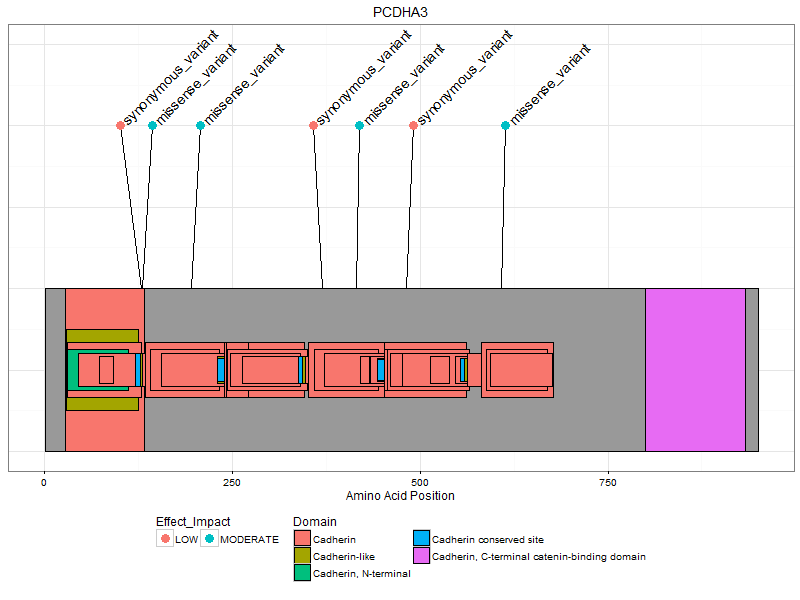 PCDHA3
synonymous_variant
missense_variant
missense_variant
synonymous_variant
missense_variant
synonymous_variant
missense_variant
0 250 500 750
Amino Acid Position
Effect_Impact
LOW MODERATE
Domain
Cadherin
Cadherin-like
Cadherin, N-terminal
Cadherin conserved site
Cadherin, C-terminal catenin-binding domain